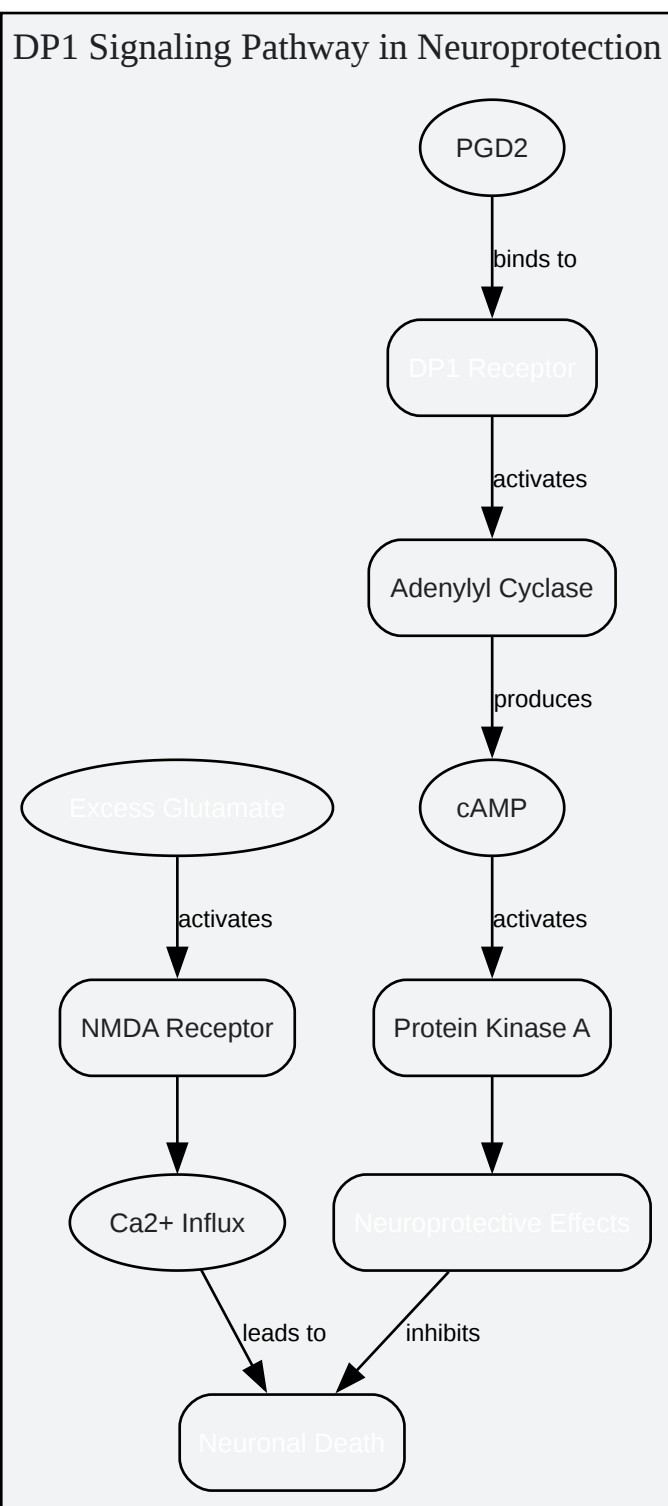 DP1 Signaling Pathway in Neuroprotection
PGD2
binds to
DP1 Receptor
activates
Adenylyl Cyclase
produces
Excess Glutamate
cAMP
activates
activates
NMDA Receptor
Protein Kinase A
Ca2+ Influx
Neuroprotective Effects
leads to
inhibits
Neuronal Death